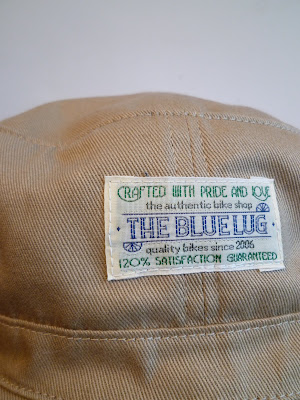 CRAFTED WITH PRIDE AND LOVE
the authentic bike shop
THE BLUE LUG
quality bikes since 2006
120% SATISFACTION GUARANTEED